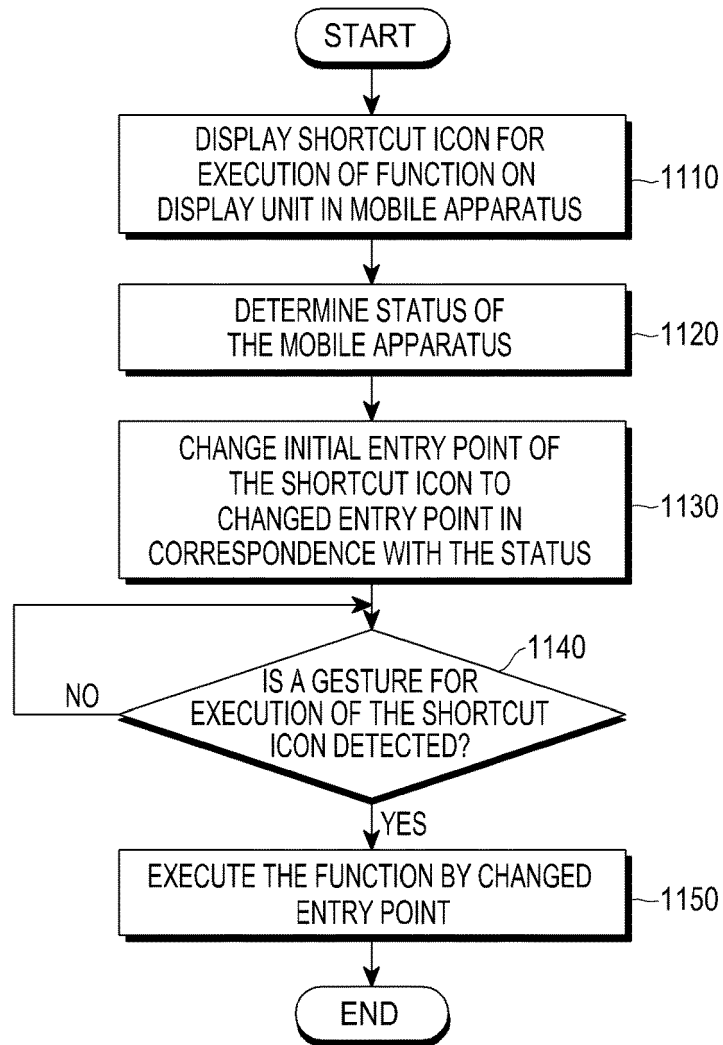 START
DISPLAY SHORTCUT ICON FOR
EXECUTION OF FUNCTION ON
DISPLAY UNIT IN MOBILE APPARATUS
1110
DETERMINE STATUS OF
THE MOBILE APPARATUS
1120
CHANGE INITIAL ENTRY POINT OF
THE SHORTCUT ICON TO
CHANGED ENTRY POINT IN
CORRESPONDENCE WITH THE STATUS
1130
1140
IS A GESTURE FOR
EXECUTION OF THE SHORTCUT
ICON DETECTED?
NO
YES
EXECUTE THE FUNCTION BY CHANGED
ENTRY POINT
1150
END